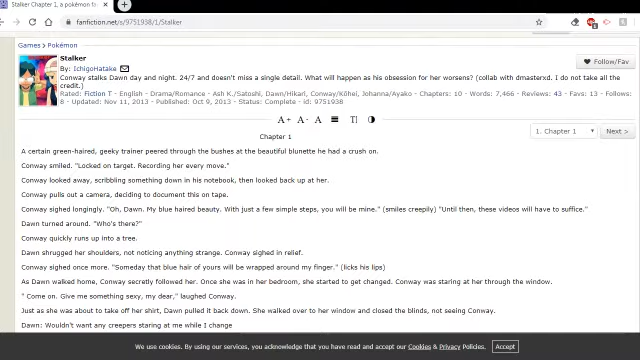 Stalker Chapter 1, a pokémon fa
fanfiction.net/s/9751938/1/Stalker
Games > Pokémon
Stalker
Follow/Fav
By: IchigoHatake
Conway stalks Dawn day and night. 24/7 and doesn't miss a single detail. What will happen as his obsession for her worsens? (collab with dmasterxd. I do not take all the
credit.)
Rated: Fiction T - English - Drama/Romance - Ash K./Satoshi, Dawn/Hikari, Conway/Kōhei, Johanna/Ayako - Chapters: 10 - Words: 7,466 - Reviews: 43 - Favs: 13 - Follows:
8 - Updated: Nov 11, 2013 - Published: Oct 9, 2013 - Status: Complete - id: 9751938
A+ A- A
Chapter 1
1. Chapter 1
Next >
A certain green-haired, geeky trainer peered through the bushes at the beautiful blunette he had a crush on.
Conway smiled. "Locked on target. Recording her every move."
Conway looked away, scribbling something down in his notebook, then looked back up at her.
Conway pulls out a camera, deciding to document this on tape.
Conway sighed longingly. "Oh, Dawn. My blue haired beauty. With just a few simple steps, you will be mine." (smiles creepily) "Until then, these videos will have to suffice."
Dawn turned around. "Who's there?"
Conway quickly runs up into a tree.
Dawn shrugged her shoulders, not noticing anything strange. Conway sighed in relief.
Conway sighed once more. "Someday that blue hair of yours will be wrapped around my finger." (licks his lips)
As Dawn walked home, Conway secretly followed her. Once she was in her bedroom, she started to get changed. Conway was staring at her through the window.
" Come on. Give me something sexy, my dear," laughed Conway.
Just as she was about to take off her shirt, Dawn pulled it back down. She walked over to her window and closed the blinds, not seeing Conway.
Dawn: Wouldn't want any creepers staring at me while I change
We use cookies. By using our services, you acknowledge that you have read and accept our Cookies & Privacy Policies.
Accept